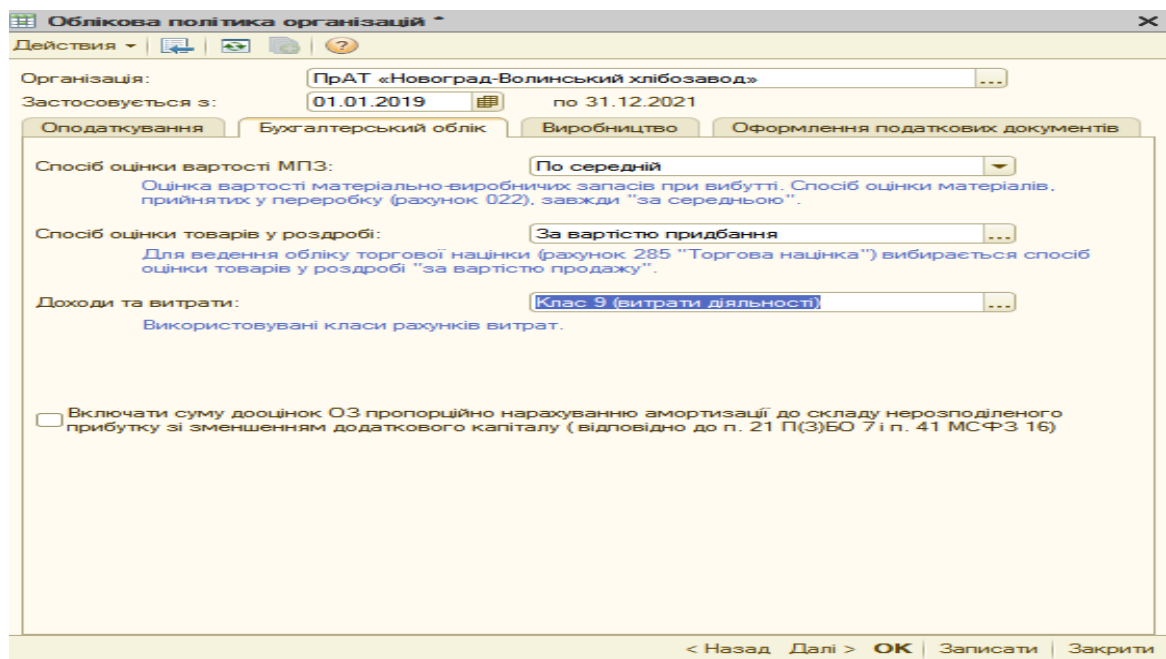 Облікова політика організацій *
Действия
Організація: ПрАТ «Новоград-Волинський хлібозавод» ...
Застосовується з: 01.01.2019 по 31.12.2021
Оподаткування Бухгалтерський облік Виробництво Оформлення податкових документів
Спосіб оцінки вартості МПЗ: По середній
Оцінка вартості матеріально-виробничих запасів при вибутті. Спосіб оцінки матеріалів,
прийнятих у переробку (рахунок 022), завжди "за середньою".
Спосіб оцінки товарів у роздробі: За вартістю придбання ...
Для ведення обліку торгової націнки (рахунок 285 "Торгова націнка") вибирається спосіб
оцінки товарів у роздробі "за вартістю продажу".
Доходи та витрати: Клас 9 (витрати діяльності) ...
Використовувані класи рахунків витрат.
Включати суму дооцінок ОЗ пропорційно нарахуванню амортизації до складу нерозподіленого
прибутку зі зменшенням додаткового капіталу ( відповідно до п. 21 П(З)БО 7 і п. 41 МСФЗ 16)
< Назад Далі > OK Записати Закрити